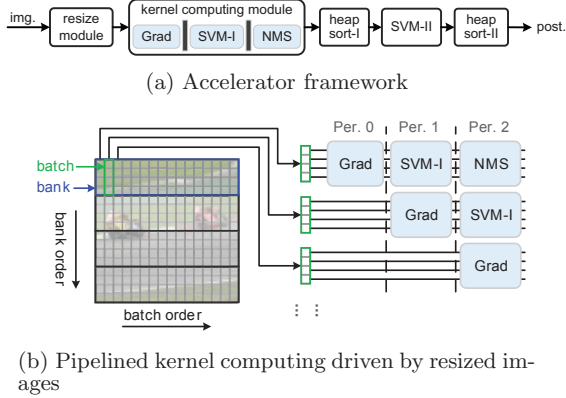 img.
resize
module
kernel computing module
Grad
SVM-I
NMS
heap
sort-I
SVM-II
heap
sort-II
post.
(a) Accelerator framework
batch
bank
bank order
batch order
Per. 0
Per. 1
Per. 2
Grad
SVM-I
NMS
Grad
SVM-I
Grad
(b) Pipelined kernel computing driven by resized im-
ages